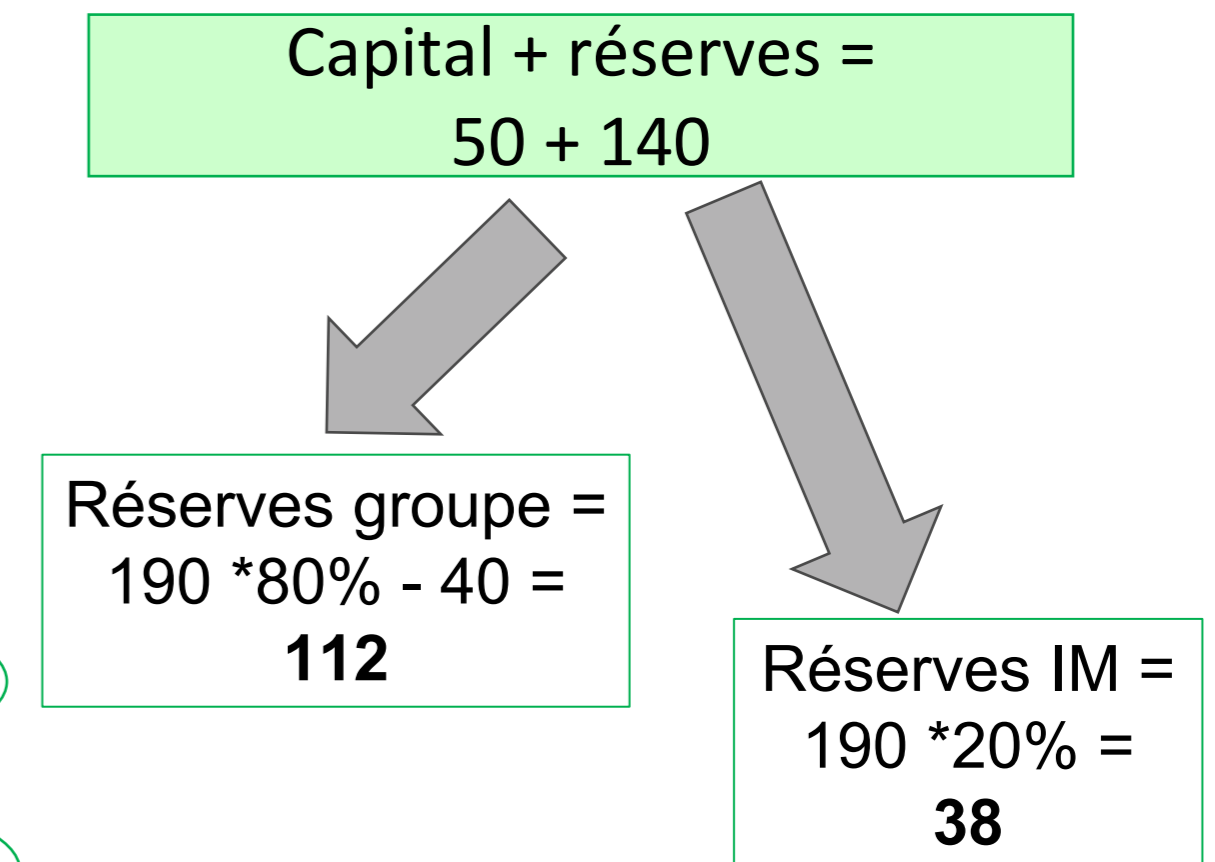 Capital + réserves =
50 + 140
Réserves groupe =
190 *80% - 40 =
112
Réserves IM =
190 *20% =
38